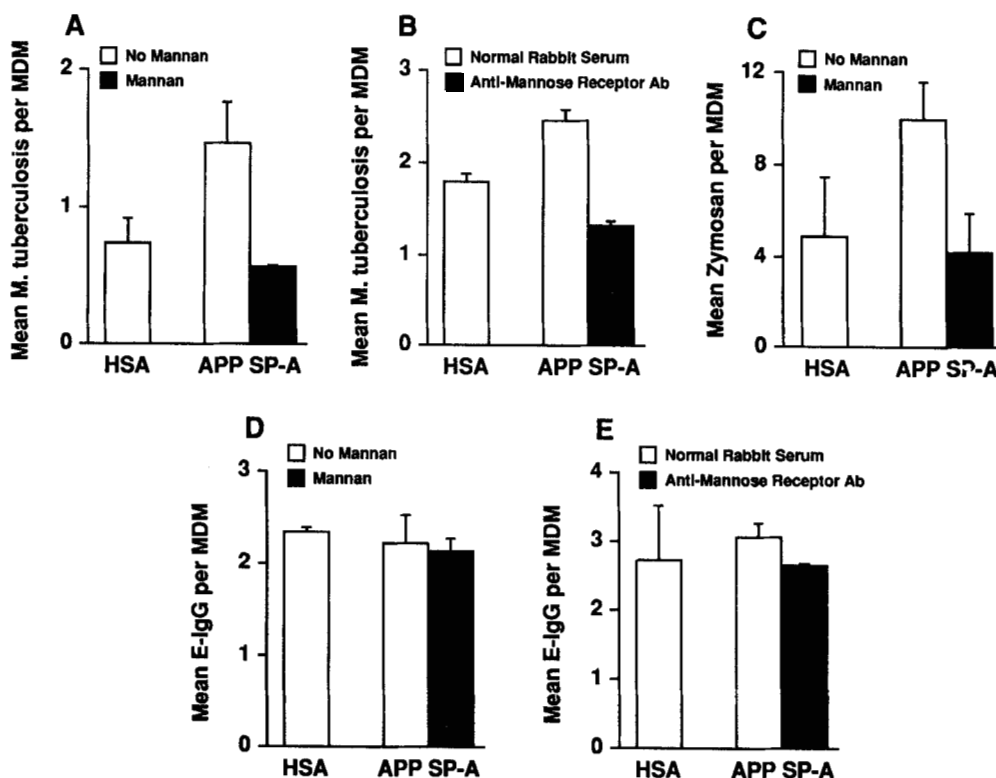 A
No Mannan
Mannan
Mean M. tuberculosis per MDM
2
1
0
HSA
APP SP-A
B
Normal Rabbit Serum
Anti-Mannose Receptor Ab
Mean M. tuberculosis per MDM
3
2
1
0
HSA
APP SP-A
C
No Mannan
Mannan
Mean Zymosan per MDM
12
8
4
0
HSA
APP SP-A
D
No Mannan
Mannan
Mean E-IgG per MDM
3
2
1
0
HSA
APP SP-A
E
Normal Rabbit Serum
Anti-Mannose Receptor Ab
Mean E-IgG per MDM
4
3
2
1
0
HSA
APP SP-A